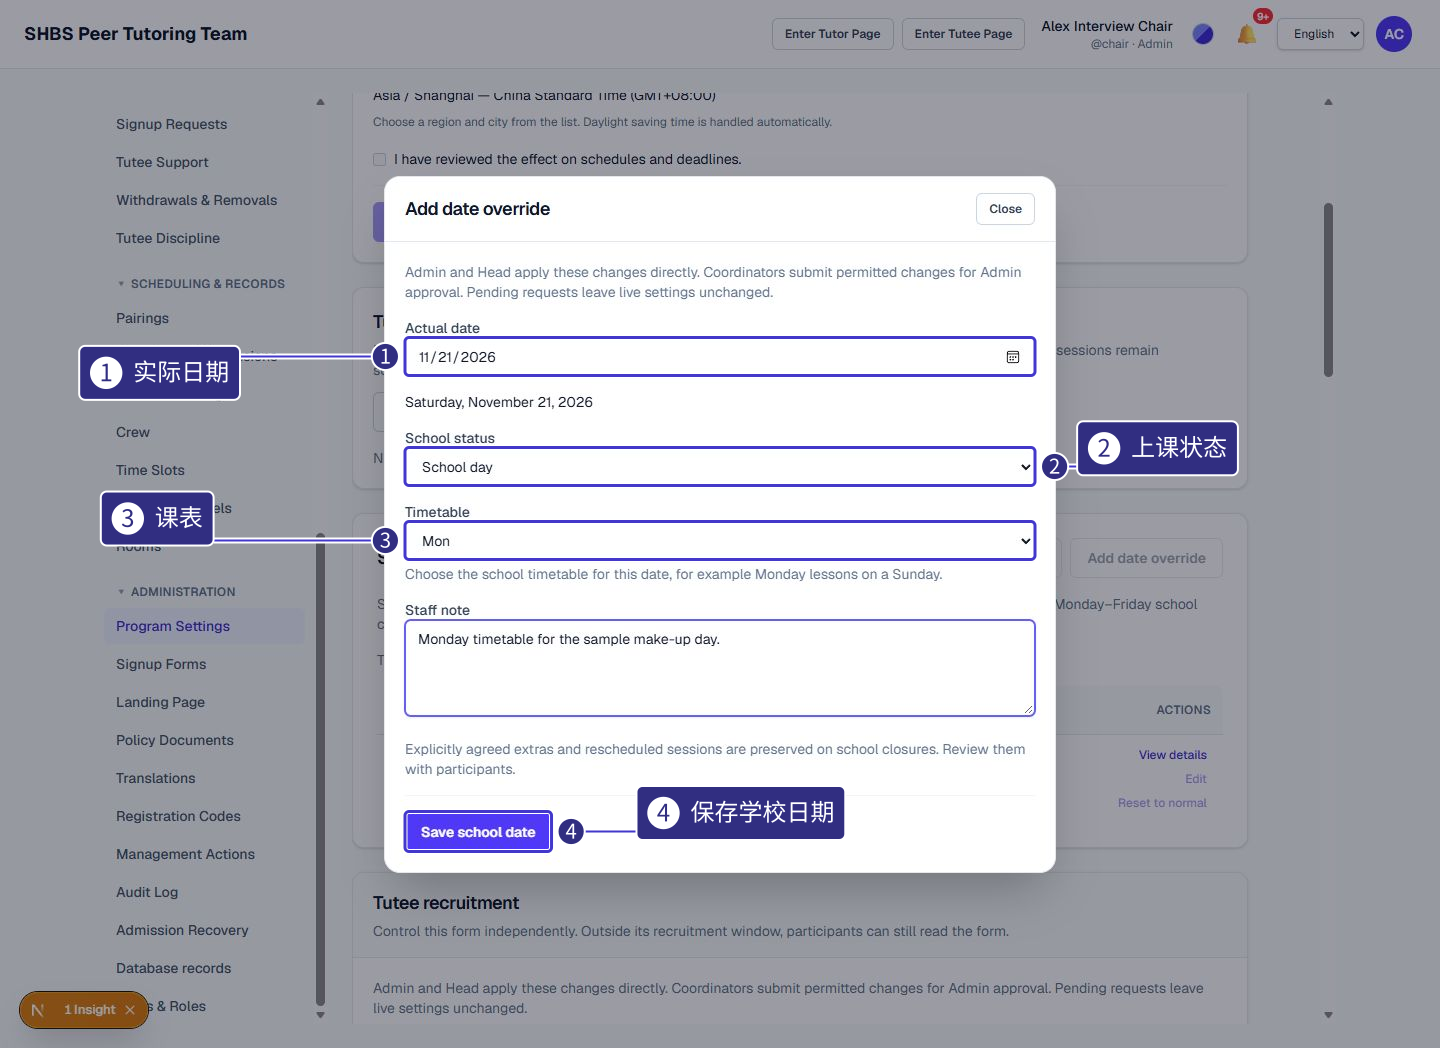 SHBS Peer Tutoring Team
Enter Tutor Page
Enter Tutee Page
Alex Interview Chair
@chair · Admin
9+
English
AC
Signup Requests
Tutee Support
Withdrawals & Removals
Tutee Discipline
SCHEDULING & RECORDS
Pairings
Crew
Time Slots
ADMINISTRATION
Program Settings
Signup Forms
Landing Page
Policy Documents
Translations
Registration Codes
Management Actions
Audit Log
Admission Recovery
Database records
s & Roles
N 1 Insight
Asia / Shanghai — China Standard Time (GMT+08:00)
Choose a region and city from the list. Daylight saving time is handled automatically.
I have reviewed the effect on schedules and deadlines.
Add date override
Close
Admin and Head apply these changes directly. Coordinators submit permitted changes for Admin
approval. Pending requests leave live settings unchanged.
Actual date
1 实际日期
1
11/21/2026
Saturday, November 21, 2026
School status
School day
2
2 上课状态
Timetable
3 课表
3
Mon
Choose the school timetable for this date, for example Monday lessons on a Sunday.
Staff note
Monday timetable for the sample make-up day.
Explicitly agreed extras and rescheduled sessions are preserved on school closures. Review them
with participants.
Save school date
4
4 保存学校日期
sessions remain
Add date override
Monday–Friday school
ACTIONS
View details
Edit
Reset to normal
Tutee recruitment
Control this form independently. Outside its recruitment window, participants can still read the form.
Admin and Head apply these changes directly. Coordinators submit permitted changes for Admin approval. Pending requests leave
live settings unchanged.